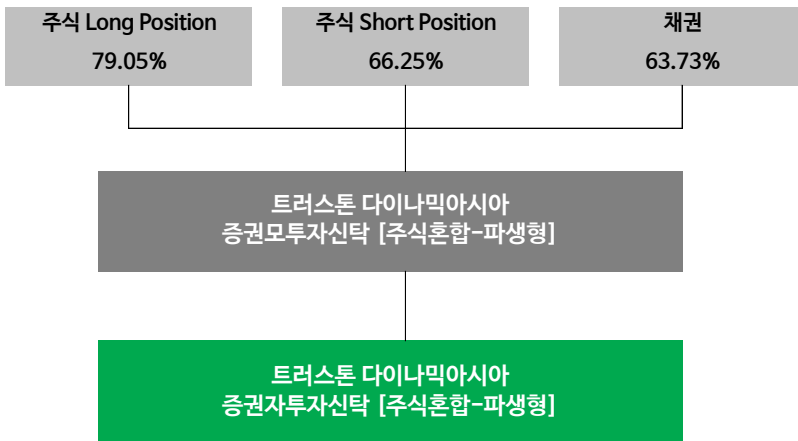 주식 Long Position
79.05%
주식 Short Position
66.25%
채권
63.73%
트러스톤 다이나믹아시아
증권모투자신탁 [주식혼합-파생형]
트러스톤 다이나믹아시아
증권자투자신탁 [주식혼합-파생형]